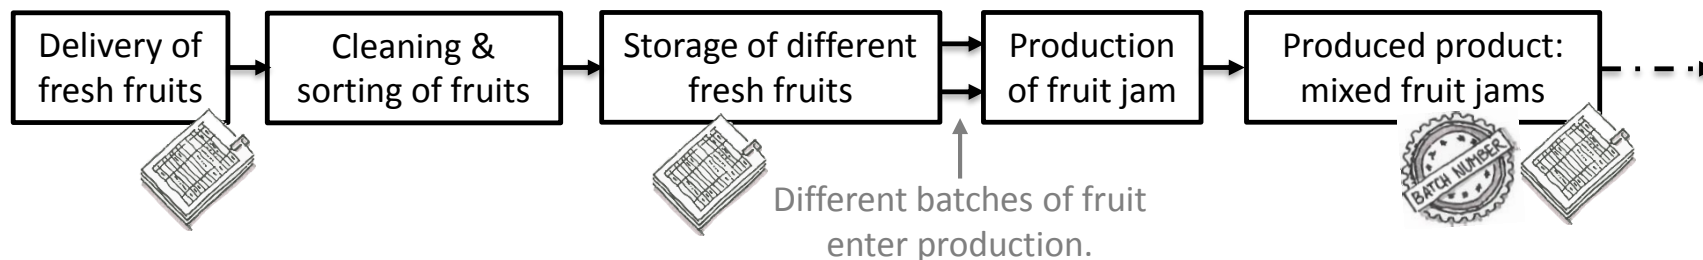 Delivery of
fresh fruits
Cleaning &
sorting of fruits
Storage of different
fresh fruits
Production
of fruit jam
Produced product:
mixed fruit jams
BATCH NUMBER
Different batches of fruit
enter production.